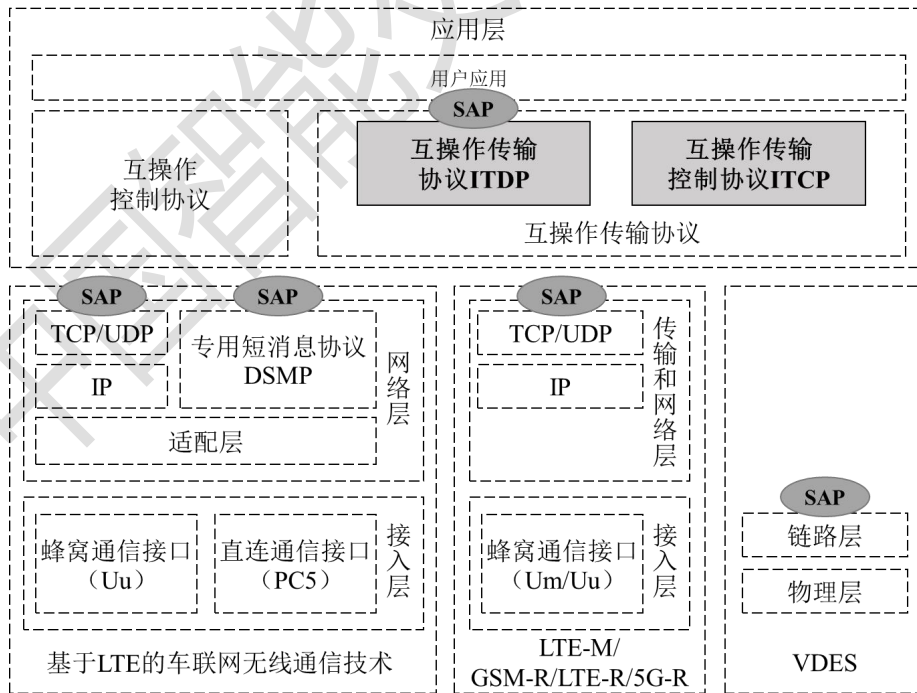 应用层
用户应用
SAP
互操作
控制协议
互操作传输
协议ITDP
互操作传输
控制协议ITCP
互操作传输协议
SAP
SAP
TCP/UDP
IP
专用短消息协议
DSMP
适配层
网络层
蜂窝通信接口
（Uu）
直连通信接口
（PC5）
接入层
基于LTE的车联网无线通信技术
SAP
TCP/UDP
IP
传输和网络层
蜂窝通信接口
（Um/Uu）
接入层
LTE-M/
GSM-R/LTE-R/5G-R
SAP
链路层
物理层
VDES
中国智能交